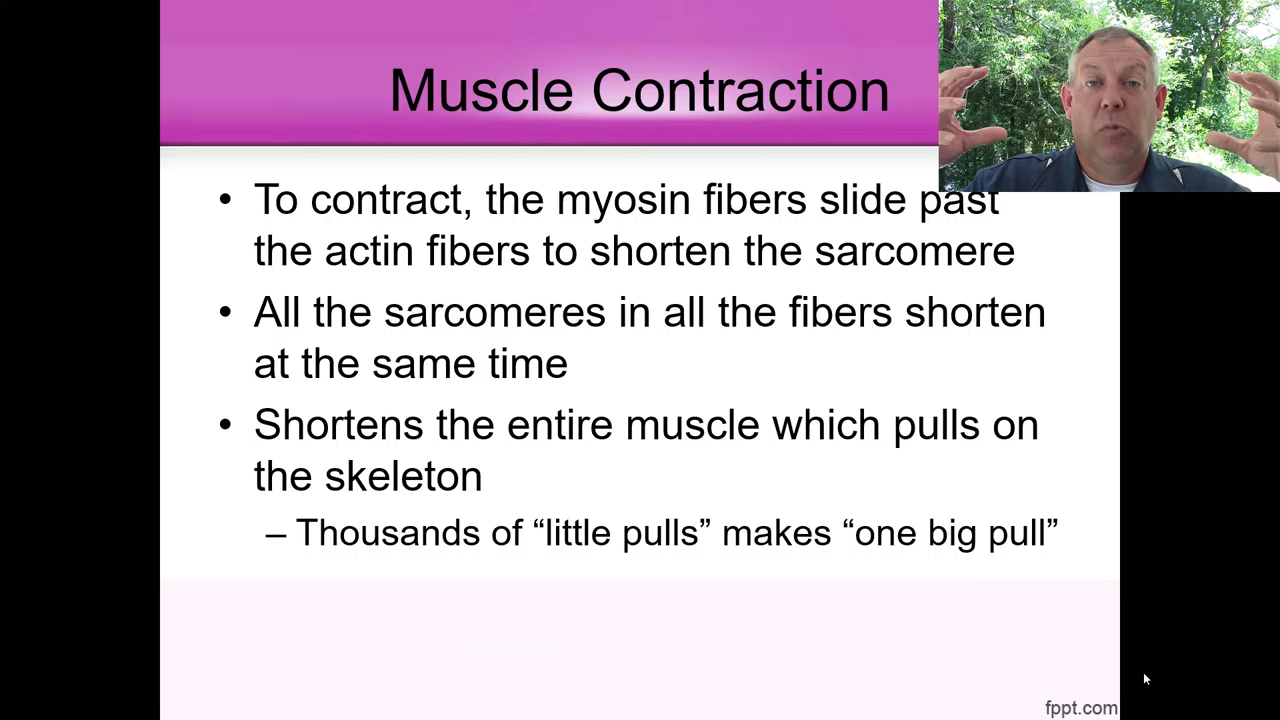 Muscle Contraction
• To contract, the myosin fibers slide past
the actin fibers to shorten the sarcomere
• All the sarcomeres in all the fibers shorten
at the same time
• Shortens the entire muscle which pulls on
the skeleton
– Thousands of “little pulls” makes “one big pull”
fppt.com